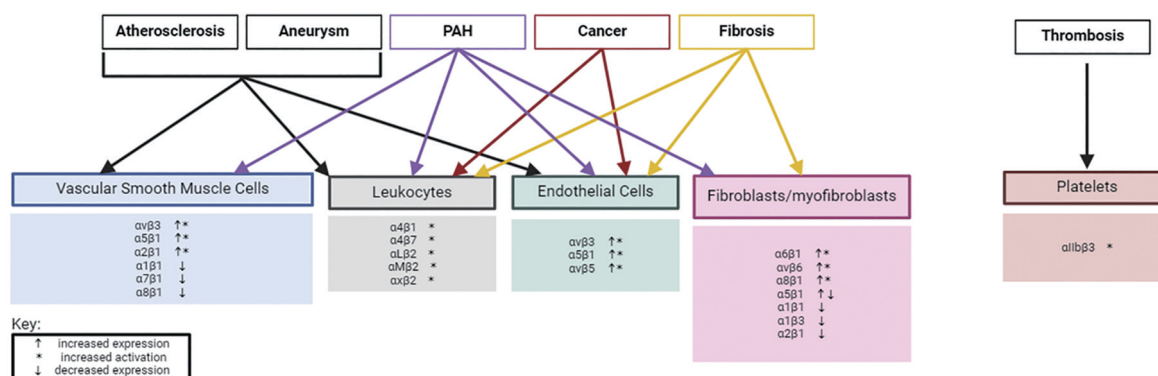 Atherosclerosis Aneurysm PAH Cancer Fibrosis Thrombosis
Vascular Smooth Muscle Cells
αvβ3 ↑*
α5β1 ↑*
α2β1 ↑*
α1β1 ↓
α7β1 ↓
α8β1 ↓
Leukocytes
α4β1 *
α4β7 *
αLβ2 *
αMβ2 *
αxβ2 *
Endothelial Cells
αvβ3 ↑*
α5β1 ↑*
αvβ5 ↑*
Fibroblasts/myofibroblasts
α6β1 ↑*
αvβ6 ↑*
α8β1 ↑*
α5β1 ↑↓
α1β1 ↓
α1β3 ↓
α2β1 ↓
Platelets
αIIbβ3 *
Key:
↑ increased expression
* increased activation
↓ decreased expression